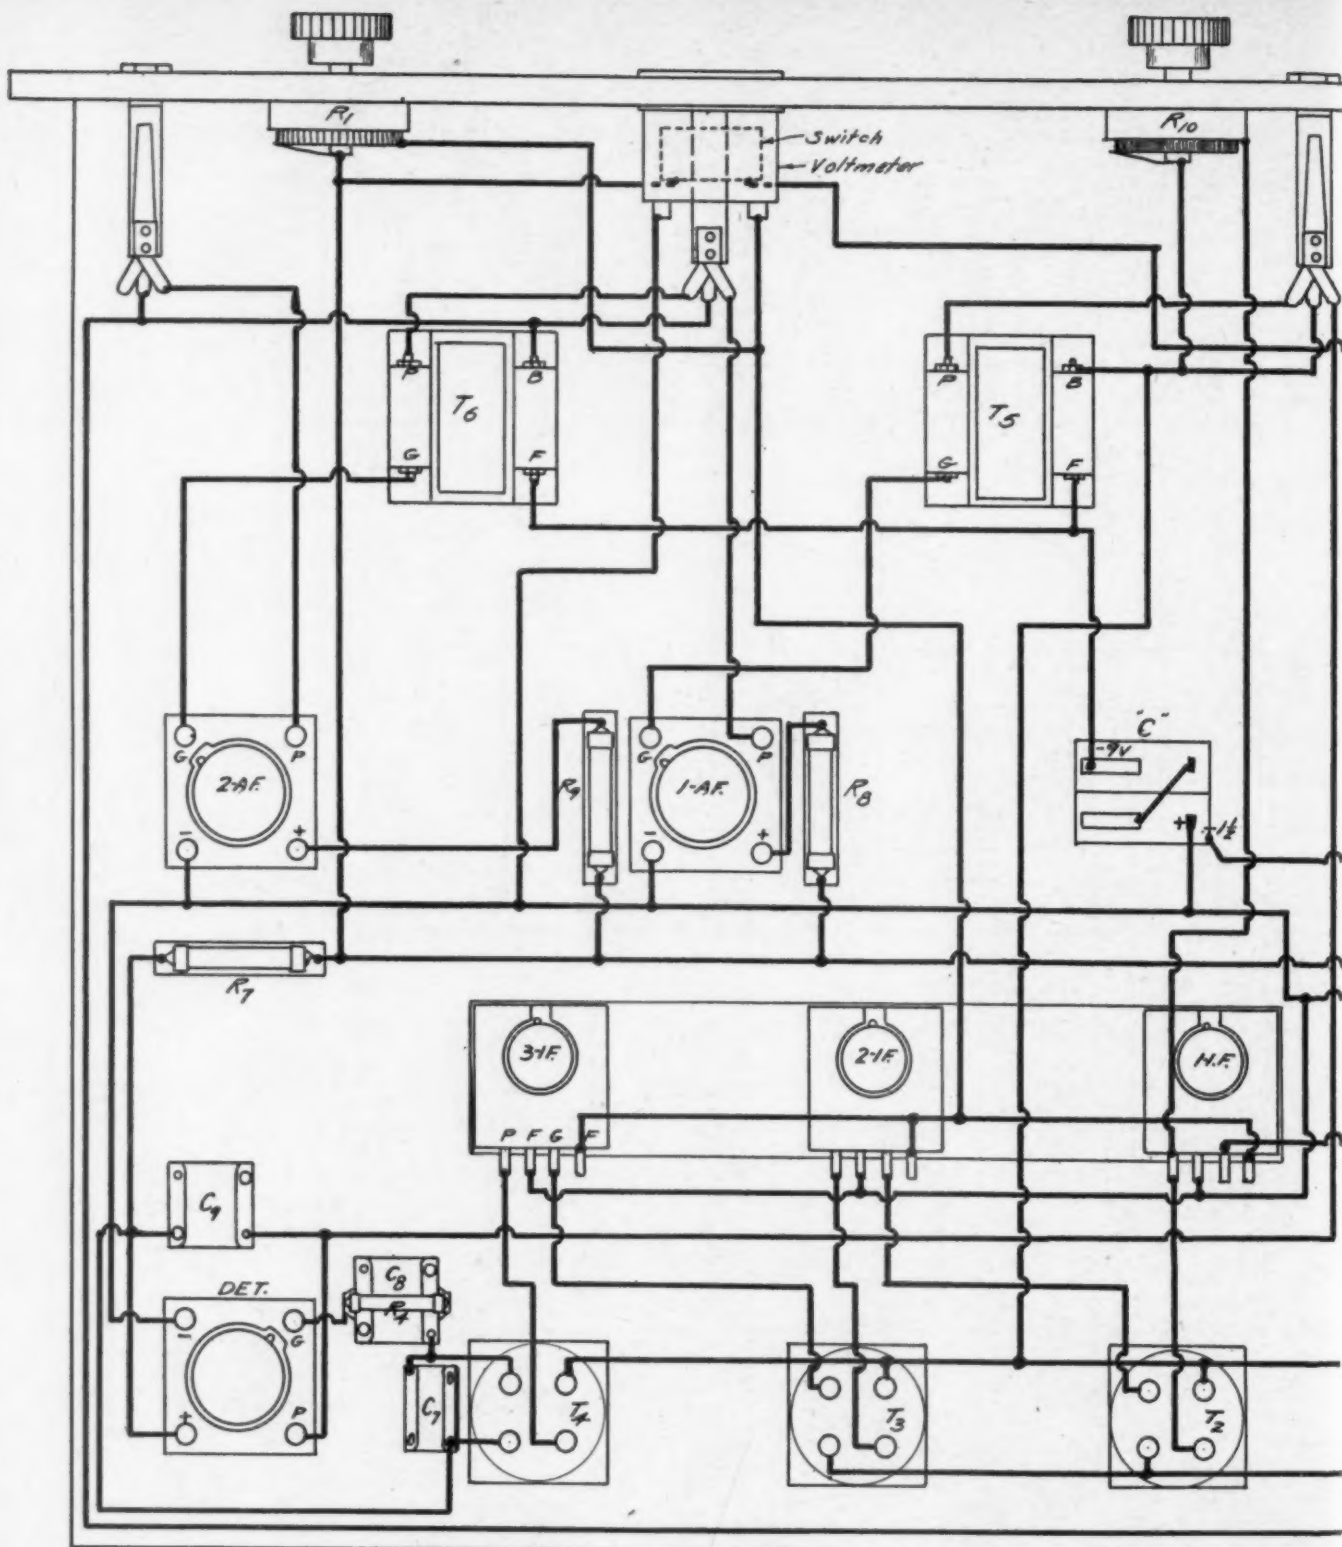 R1
R10
Switch
Voltmeter
P
B
T6
G
F
P
B
T5
G
F
"C"
-9V
G
P
2-A.F.
-
+
R9
G
P
1-A.F.
-
+
R8
+
-1½
R7
3-I.F.
2-I.F.
H.F.
P F G F
C9
DET.
C8
R4
-
G
+
P
C7
T4
T3
T2